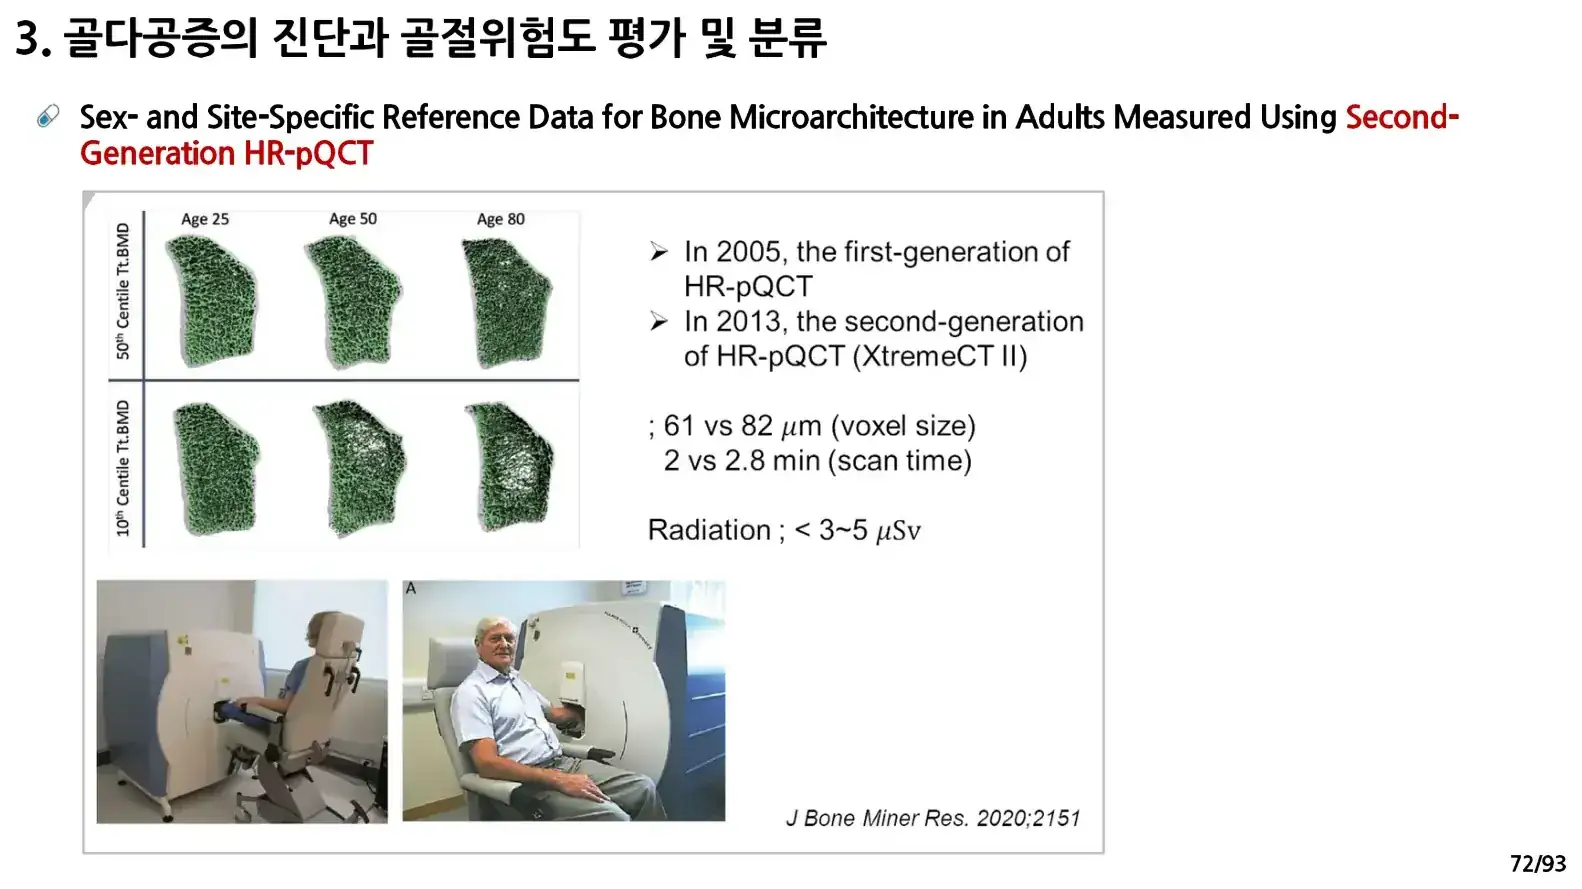 3. 골다공증의 진단과 골절위험도 평가 및 분류
Sex- and Site-Specific Reference Data for Bone Microarchitecture in Adults Measured Using Second-
Generation HR-pQCT
Age 25 Age 50 Age 80
50th Centile Tt.BMD
10th Centile Tt.BMD
➢ In 2005, the first-generation of
HR-pQCT
➢ In 2013, the second-generation
of HR-pQCT (XtremeCT II)
; 61 vs 82 μm (voxel size)
2 vs 2.8 min (scan time)
Radiation ; < 3~5 μSv
A
J Bone Miner Res. 2020;2151
72/93